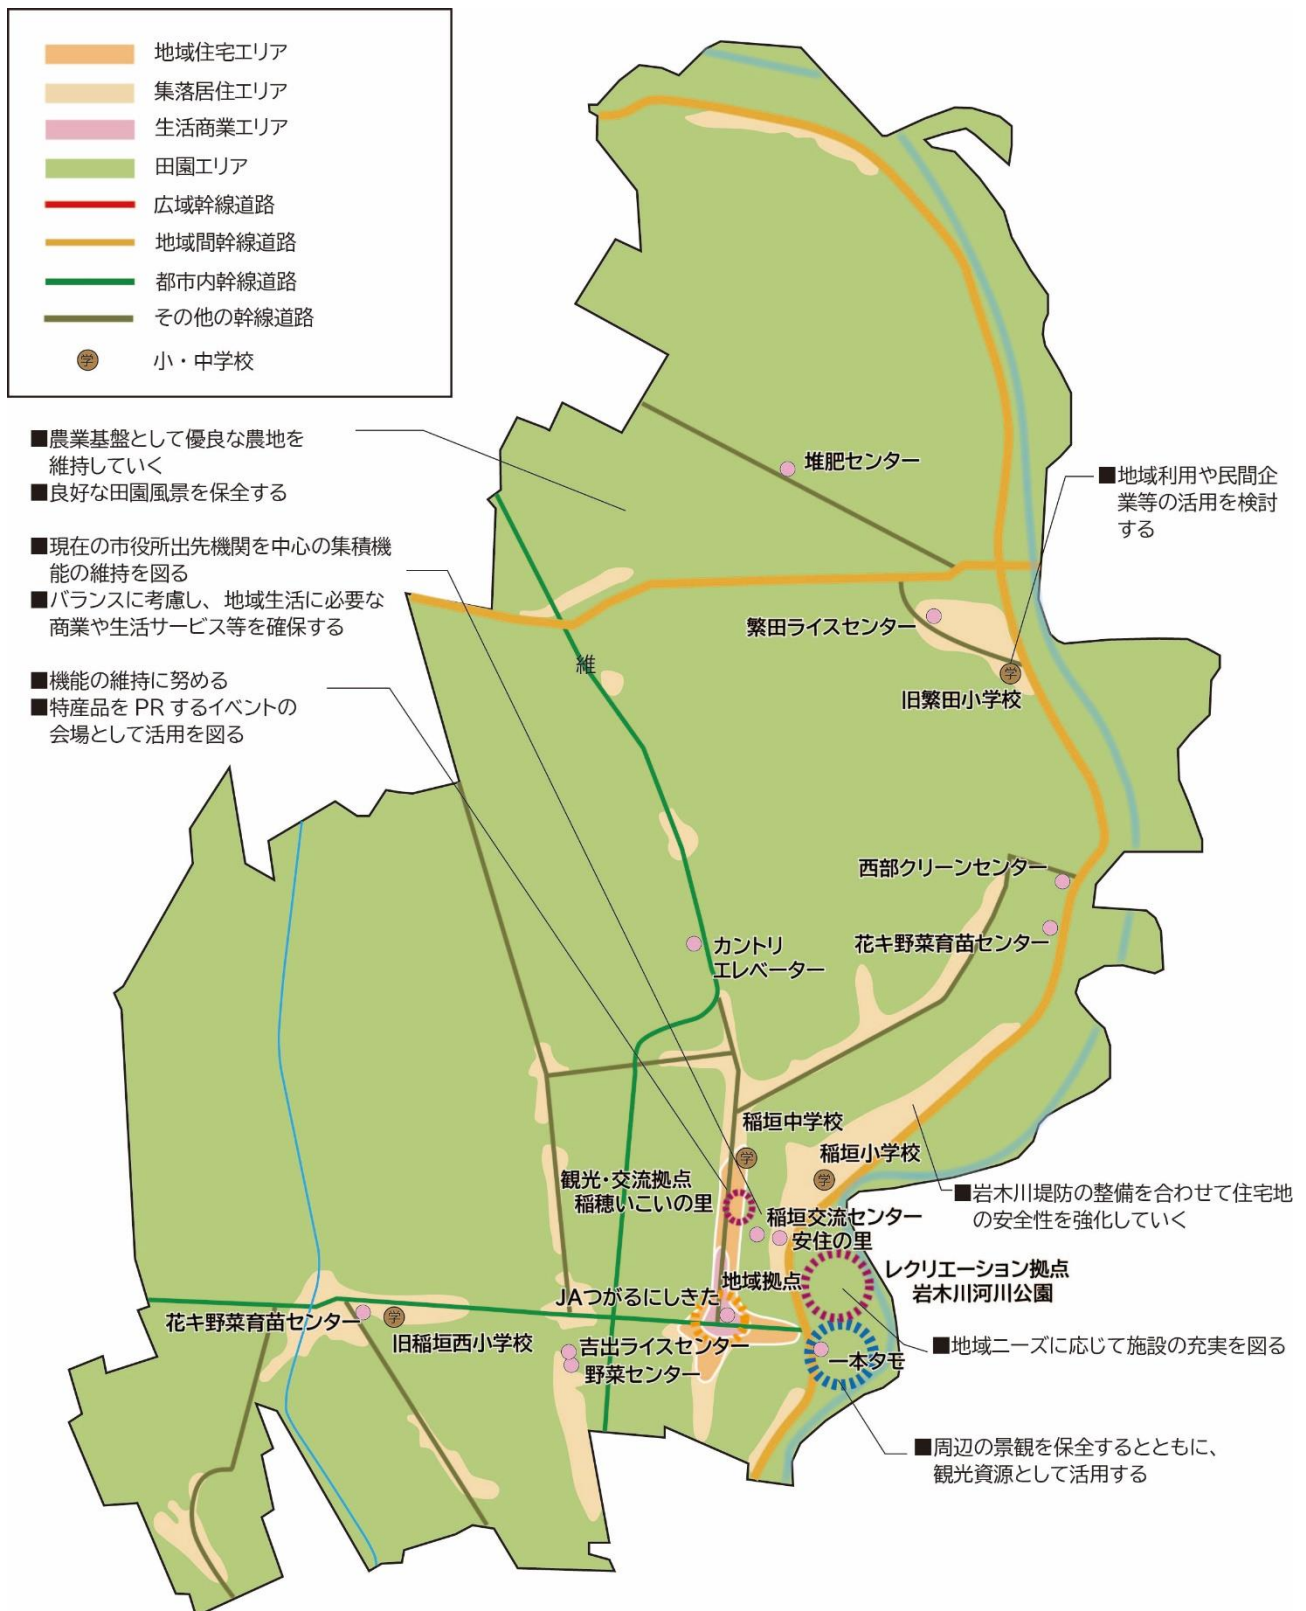 地域住宅エリア
集落居住エリア
生活商業エリア
田園エリア
広域幹線道路
地域間幹線道路
都市内幹線道路
その他の幹線道路
学
小・中学校
■農業基盤として優良な農地を
維持していく
■良好な田園風景を保全する
■現在の市役所出先機関を中心の集積機
能の維持を図る
■バランスに考慮し、地域生活に必要な
商業や生活サービス等を確保する
■機能の維持に努める
■特産品を PR するイベントの
会場として活用を図る
堆肥センター
■地域利用や民間企
業等の活用を検討
する
繁田ライスセンター
維
学
旧繁田小学校
西部クリーンセンター
花キ野菜育苗センター
カントリ
エレベーター
稲垣中学校
学
稲垣小学校
学
観光・交流拠点
稲穂いこいの里
■岩木川堤防の整備を合わせて住宅地
の安全性を強化していく
稲垣交流センター
安住の里
地域拠点
レクリエーション拠点
岩木川河川公園
JAつがるにしきた
花キ野菜育苗センター
学
旧稲垣西小学校
吉出ライスセンター
野菜センター
一本タモ
■地域ニーズに応じて施設の充実を図る
■周辺の景観を保全するとともに、
観光資源として活用する